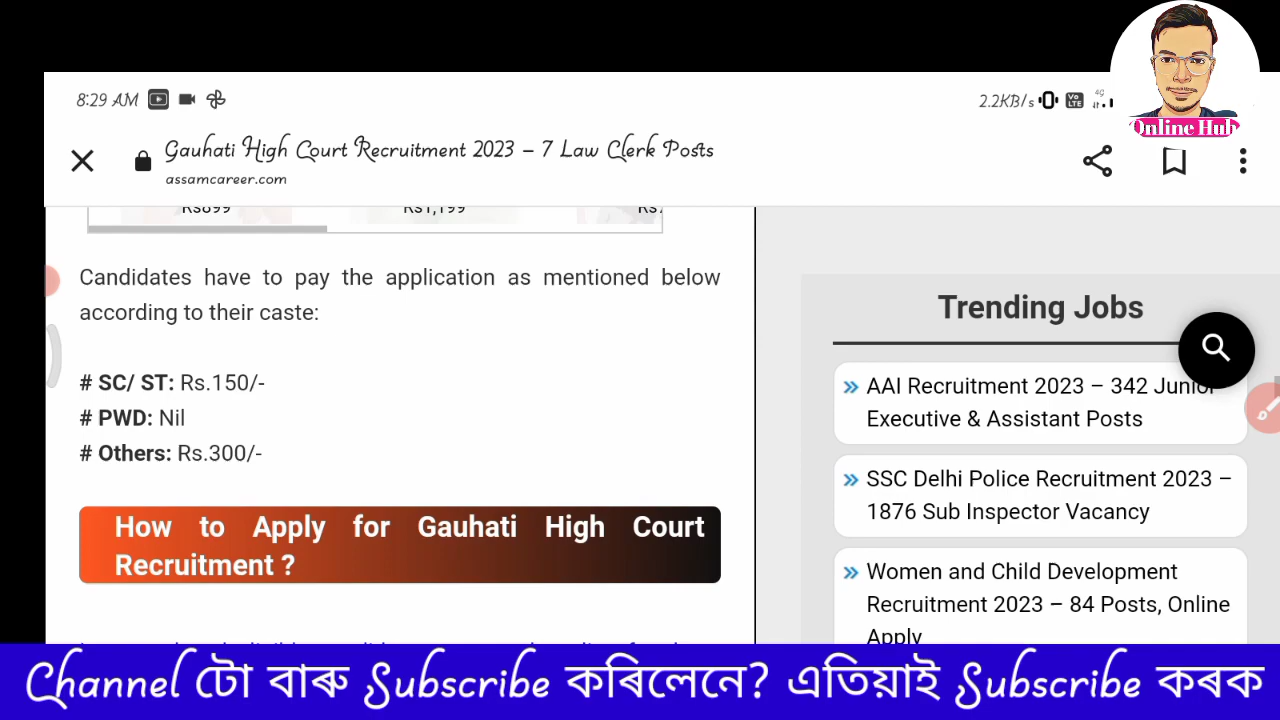 8:29 AM
2.2KB/s
Vo LTE
4G
Online Hub
Gauhati High Court Recruitment 2023 – 7 Law Clerk Posts
assamcareer.com
Rs899
Rs1,199
Candidates have to pay the application as mentioned below
according to their caste:
# SC/ ST: Rs.150/-
# PWD: Nil
# Others: Rs.300/-
How to Apply for Gauhati High Court
Recruitment ?
Trending Jobs
AAI Recruitment 2023 – 342 Junior
Executive & Assistant Posts
SSC Delhi Police Recruitment 2023 –
1876 Sub Inspector Vacancy
Women and Child Development
Recruitment 2023 – 84 Posts, Online
Apply
Channel টো বাৰু Subscribe কৰিলেনে? এতিয়াই Subscribe কৰক